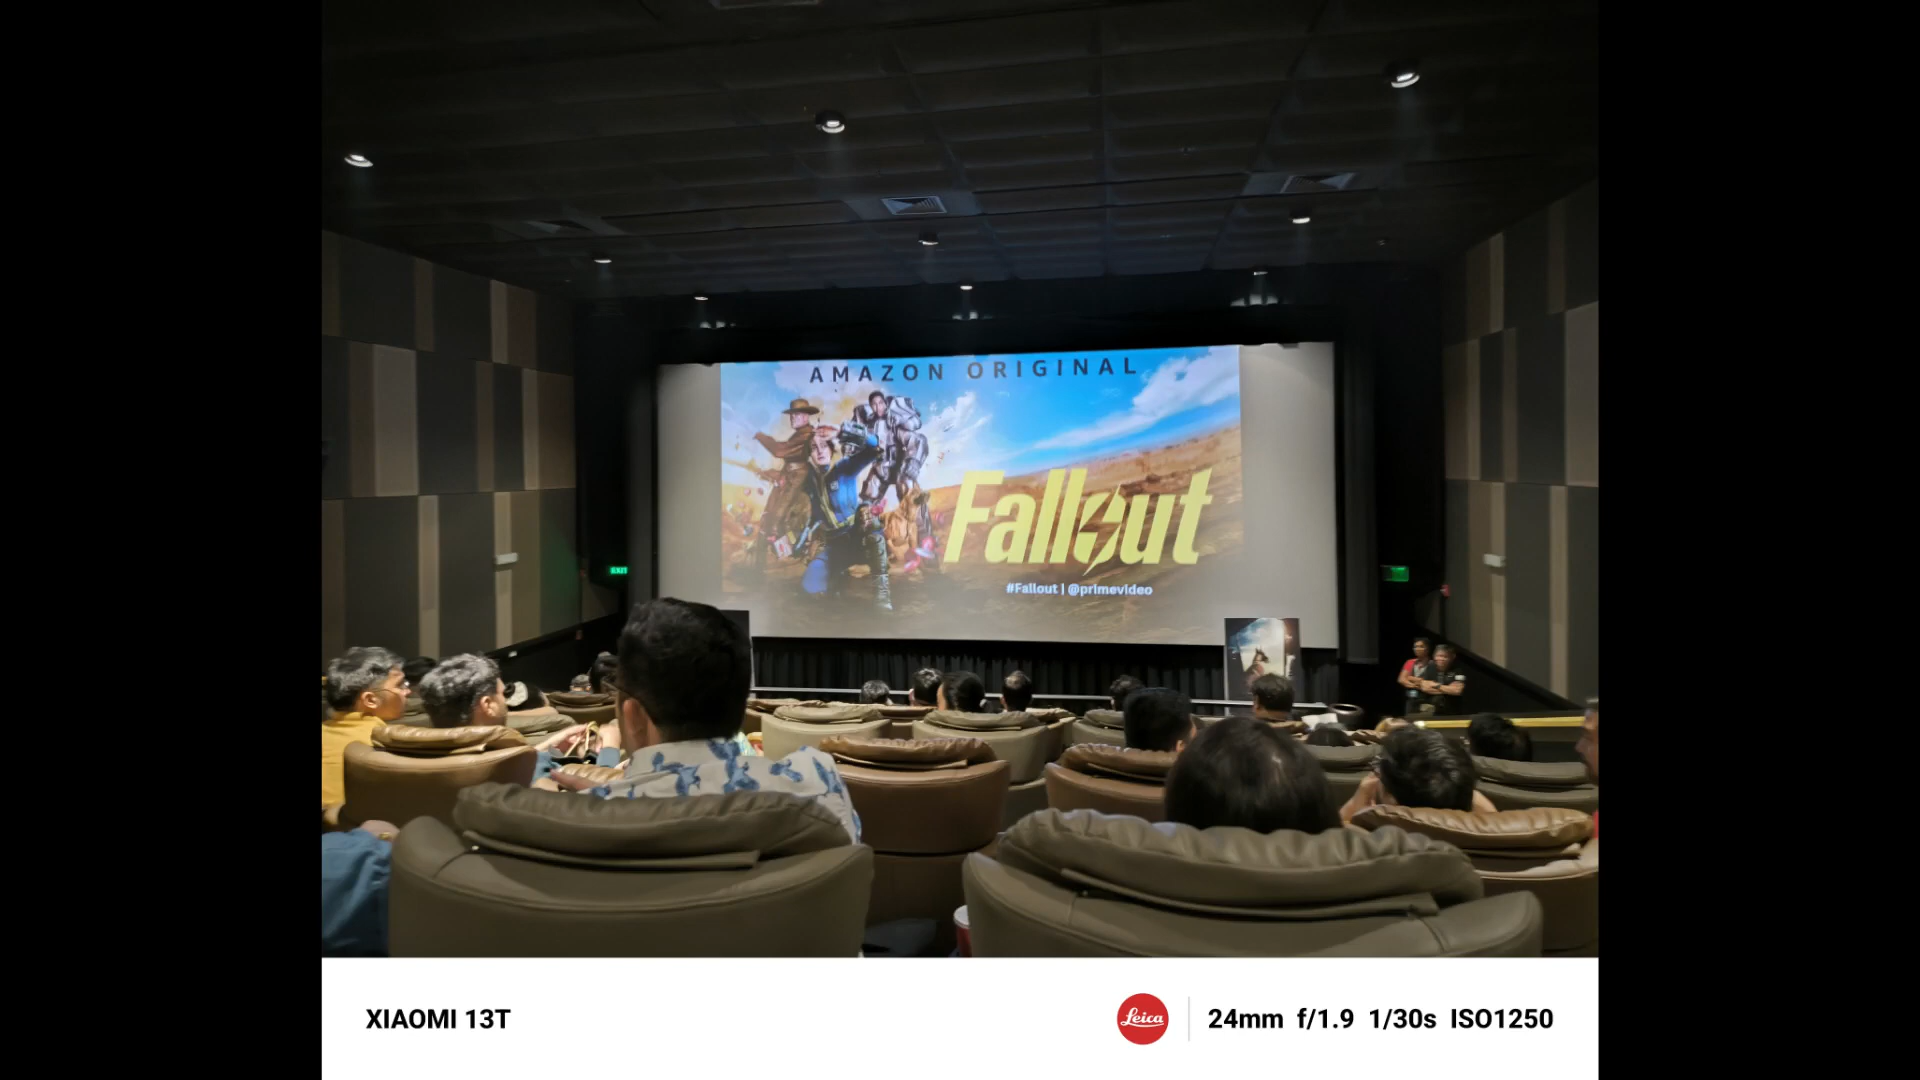 AMAZON ORIGINAL
Fallout
#Fallout | @primevideo
EXIT
XIAOMI 13T
Leica
24mm f/1.9 1/30s ISO1250